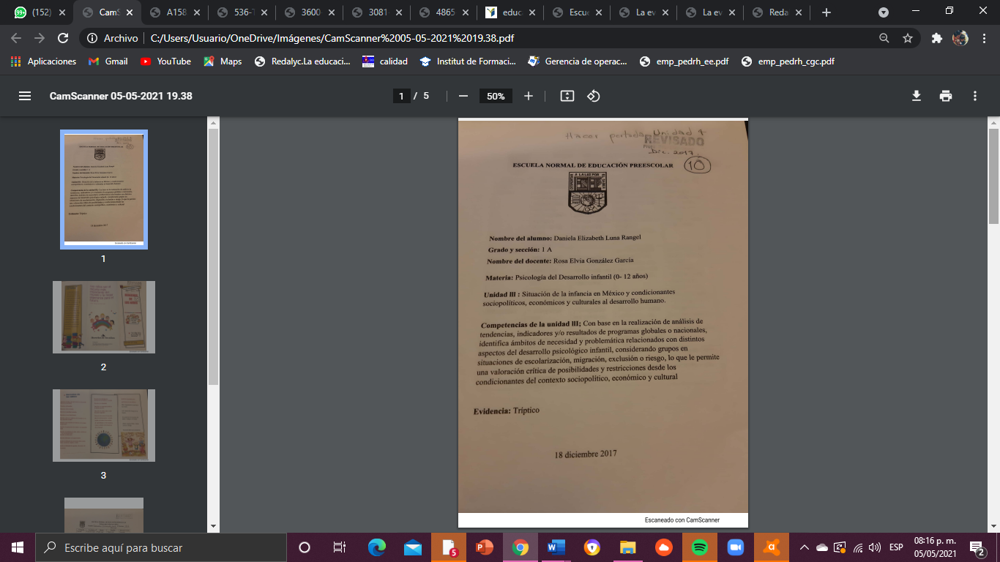 (152)
CamS
A158
536-T
3600
3081
4865
educ
Escue
La ev
La ev
Reda
Archivo C:/Users/Usuario/OneDrive/Imágenes/CamScanner%2005-05-2021%2019.38.pdf
Aplicaciones Gmail YouTube Maps Redalyc.La educaci... calidad Institut de Formaci... Gerencia de operac... emp_pedrh_ee.pdf emp_pedrh_cgc.pdf
CamScanner 05-05-2021 19.38 1 / 5 50%
1
2
3
Hacer portada Unidad 4
REVISADO
Dic. 2017
ESCUELA NORMAL DE EDUCACIÓN PREESCOLAR 10
A LA LUZ POR
Nombre del alumno: Daniela Elizabeth Luna Rangel
Grado y sección: 1 A
Nombre del docente: Rosa Elvia González García
Materia: Psicología del Desarrollo infantil (0- 12 años)
Unidad III : Situación de la infancia en México y condicionantes
sociopolíticos, económicos y culturales al desarrollo humano.
Competencias de la unidad III; Con base en la realización de análisis de
tendencias, indicadores y/o resultados de programas globales o nacionales,
identifica ámbitos de necesidad y problemática relacionados con distintos
aspectos del desarrollo psicológico infantil, considerando grupos en
situaciones de escolarización, migración, exclusión o riesgo, lo que le permite
una valoración crítica de posibilidades y restricciones desde los
condicionantes del contexto sociopolítico, económico y cultural
Evidencia: Tríptico
18 diciembre 2017
Escaneado con CamScanner
Escribe aquí para buscar
5
ESP
08:16 p. m.
05/05/2021
2